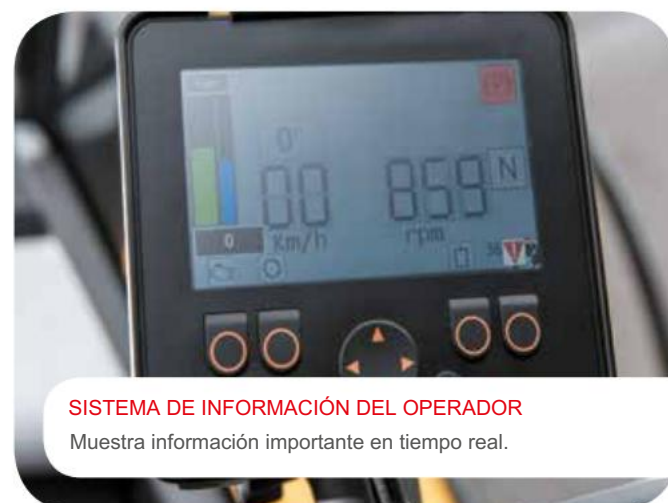 (P)
0°
00
859
N
0
Km/h
rpm
SISTEMA DE INFORMACIÓN DEL OPERADOR
Muestra información importante en tiempo real.